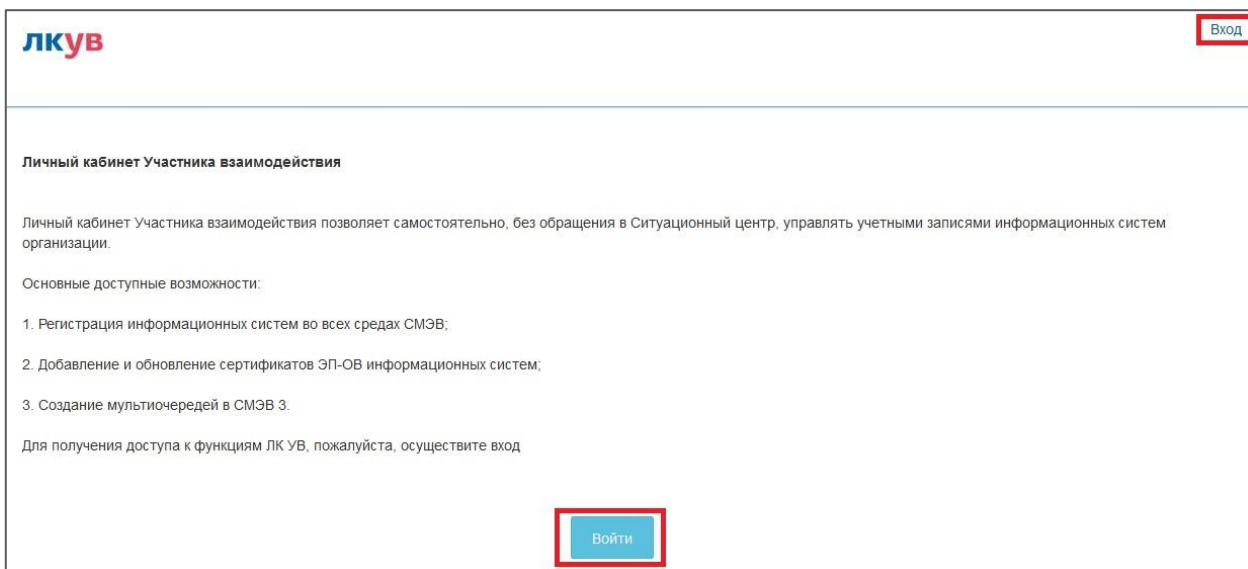 лкув
Вход
Личный кабинет Участника взаимодействия
Личный кабинет Участника взаимодействия позволяет самостоятельно, без обращения в Ситуационный центр, управлять учетными записями информационных систем
организации.
Основные доступные возможности:
1. Регистрация информационных систем во всех средах СМЭВ;
2. Добавление и обновление сертификатов ЭП-ОВ информационных систем;
3. Создание мультиочередей в СМЭВ 3.
Для получения доступа к функциям ЛК УВ, пожалуйста, осуществите вход
Войти